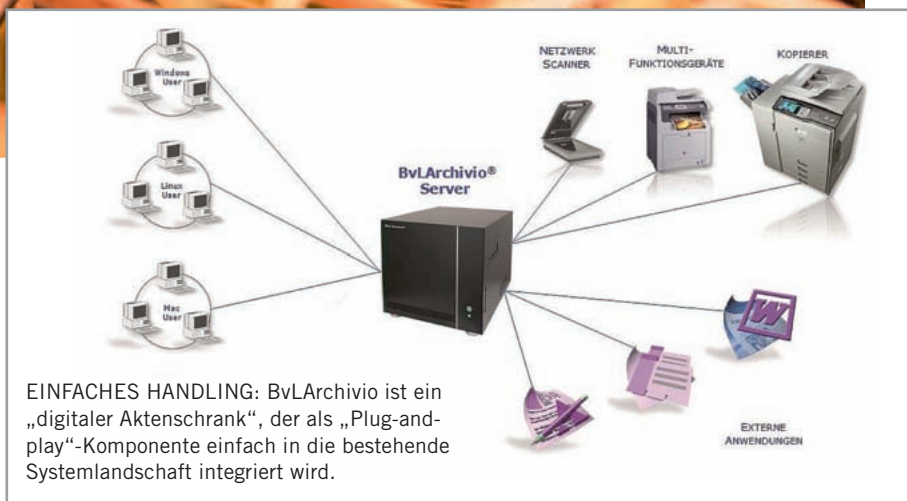 Windows
User
Linux
User
Mac
User
BvLArchivio®
Server
NETZWERK
SCANNER
MULTI-
FUNKTIONSGERÄTE
KOPIERER
W
EXTERNE
ANWENDUNGEN
EINFACHES HANDLING: BvLArchivio ist ein
„digitaler Aktenschrank“, der als „Plug-and-
play“-Komponente einfach in die bestehende
Systemlandschaft integriert wird.